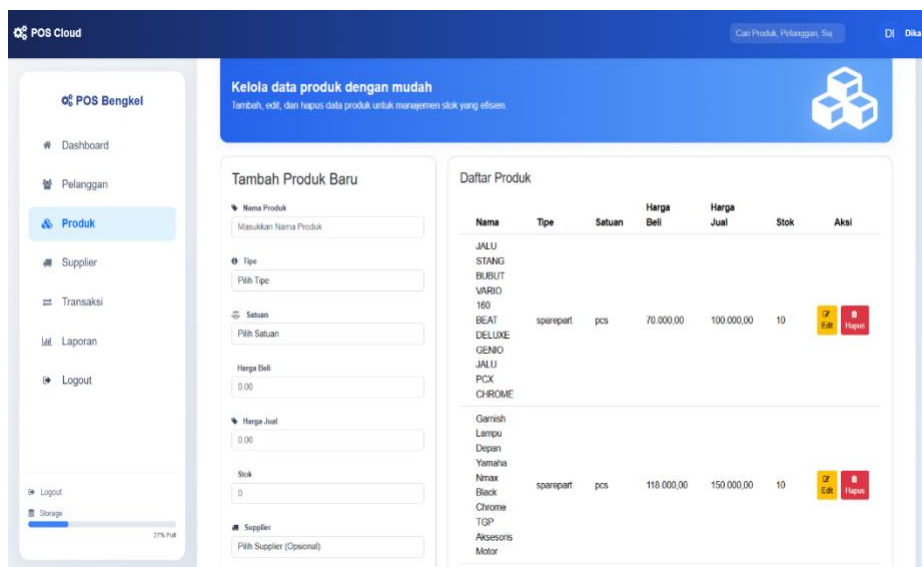 POS Cloud
Cari Produk, Pelanggan, Su
DI Dika
POS Bengkel
Dashboard
Pelanggan
Produk
Supplier
Transaksi
Laporan
Logout
Logout
Storage
27% Full
Kelola data produk dengan mudah
Tambah, edit, dan hapus data produk untuk manajemen stok yang efisien.
Tambah Produk Baru
Nama Produk
Masukkan Nama Produk
Tipe
Pilih Tipe
Satuan
Pilih Satuan
Harga Beli
0.00
Harga Jual
0.00
Stok
0
Supplier
Pilih Supplier (Opsional)
Daftar Produk
Harga Harga
Nama Tipe Satuan Beli Jual Stok Aksi
JALU
STANG
BUBUT
VARIO
160
BEAT sparepart pcs 70.000,00 100.000,00 10 Edit Hapus
DELUXE
GENIO
JALU
PCX
CHROME
Garnish
Lampu
Depan
Yamaha
Nmax
Black sparepart pcs 118.000,00 150.000,00 10 Edit Hapus
Chrome
TGP
Aksesoris
Motor